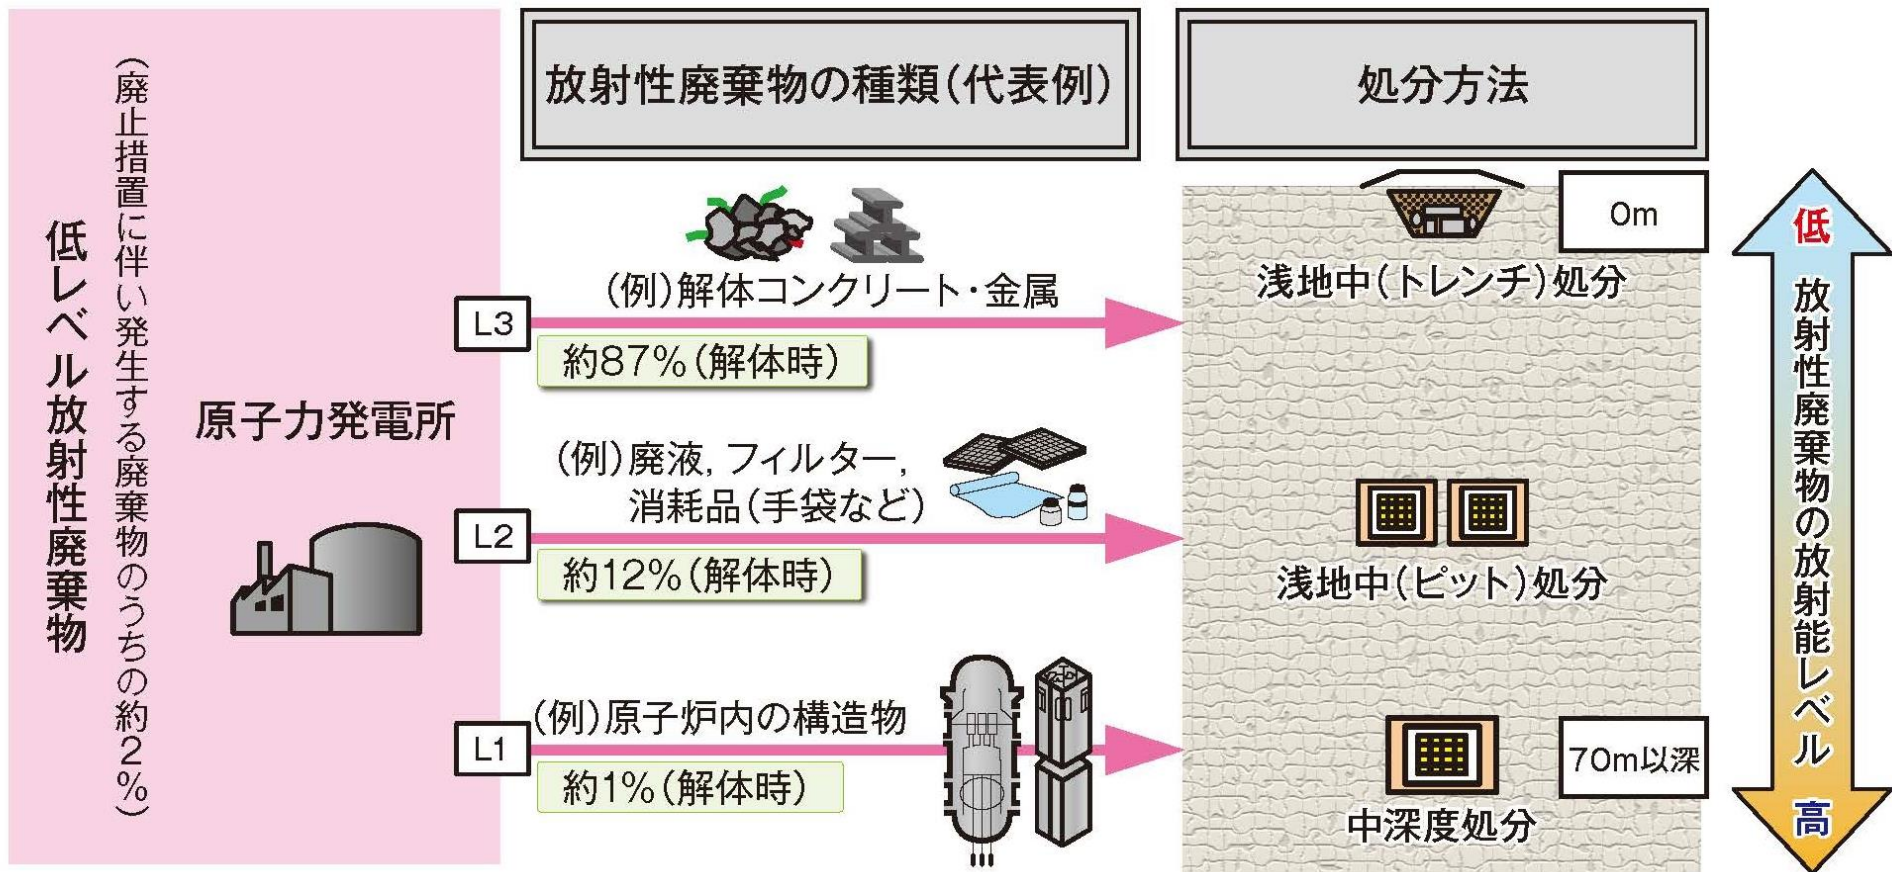 低レベル放射性廃棄物
(廃止措置に伴い発生する廃棄物のうちの約2%)
原子力発電所
放射性廃棄物の種類(代表例)
処分方法
L3
(例)解体コンクリート・金属
約87%(解体時)
0m
浅地中(トレンチ)処分
L2
(例)廃液,フィルター,
消耗品(手袋など)
約12%(解体時)
浅地中(ピット)処分
L1
(例)原子炉内の構造物
約1%(解体時)
70m以深
中深度処分
低 放射性廃棄物の放射能レベル 高